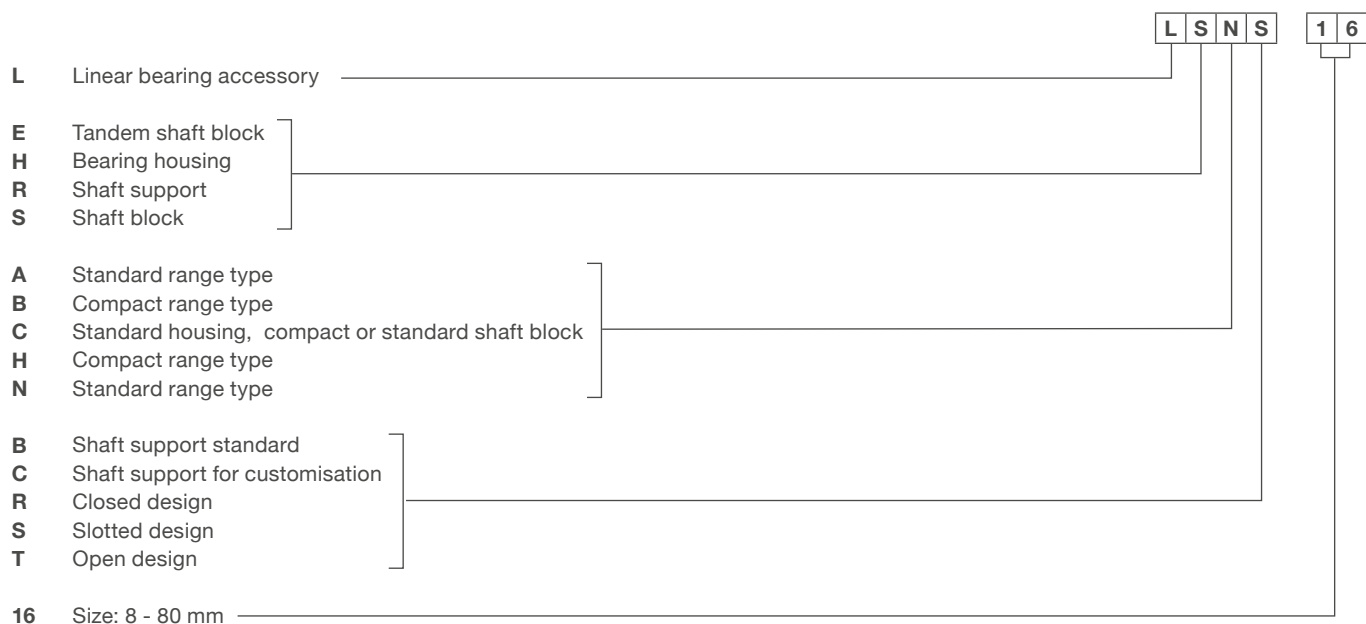 L S N S 1 6
L Linear bearing accessory
E Tandem shaft block
H Bearing housing
R Shaft support
S Shaft block
A Standard range type
B Compact range type
C Standard housing, compact or standard shaft block
H Compact range type
N Standard range type
B Shaft support standard
C Shaft support for customisation
R Closed design
S Slotted design
T Open design
16 Size: 8 - 80 mm